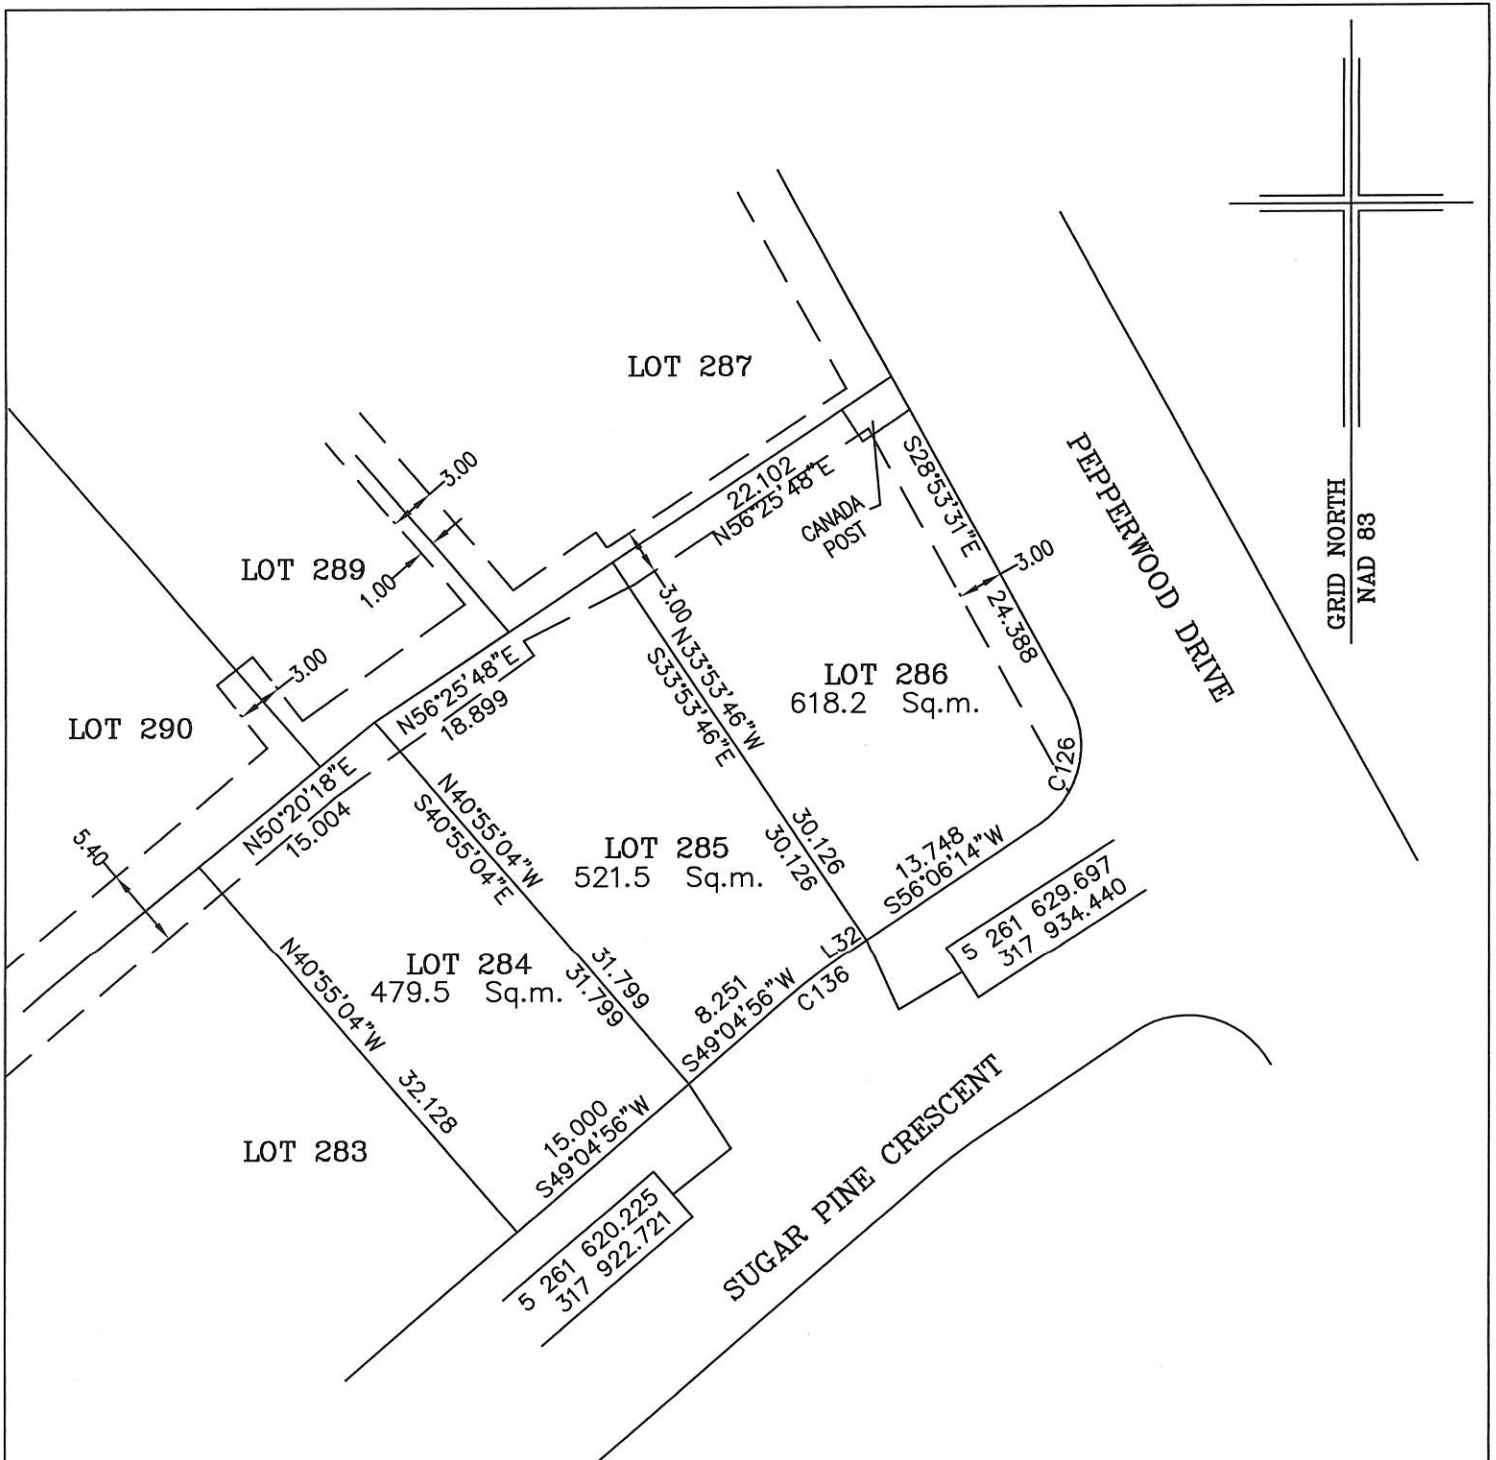 LOT 287
3.00
LOT 289
1.00
22.102
N56°25'48"E
CANADA
POST
S28°53'31"E
24.388
3.00
PEPPERWOOD DRIVE
GRID NORTH
NAD 83
3.00
LOT 290
N56°25'48"E
18.899
3.00
N33°53'46"W
S33°53'46"E
30.126
30.126
LOT 286
618.2 Sq.m.
C126
N50°20'18"E
15.004
5.40
N40°55'04"W
S40°55'04"E
31.799
31.799
LOT 285
521.5 Sq.m.
13.748
S56°06'14"W
5 261 629.697
317 934.440
L32
C136
8.251
S49°04'56"W
LOT 284
479.5 Sq.m.
N40°55'04"W
32.128
LOT 283
15.000
S49°04'56"W
5 261 620.225
317 922.721
SUGAR PINE CRESCENT